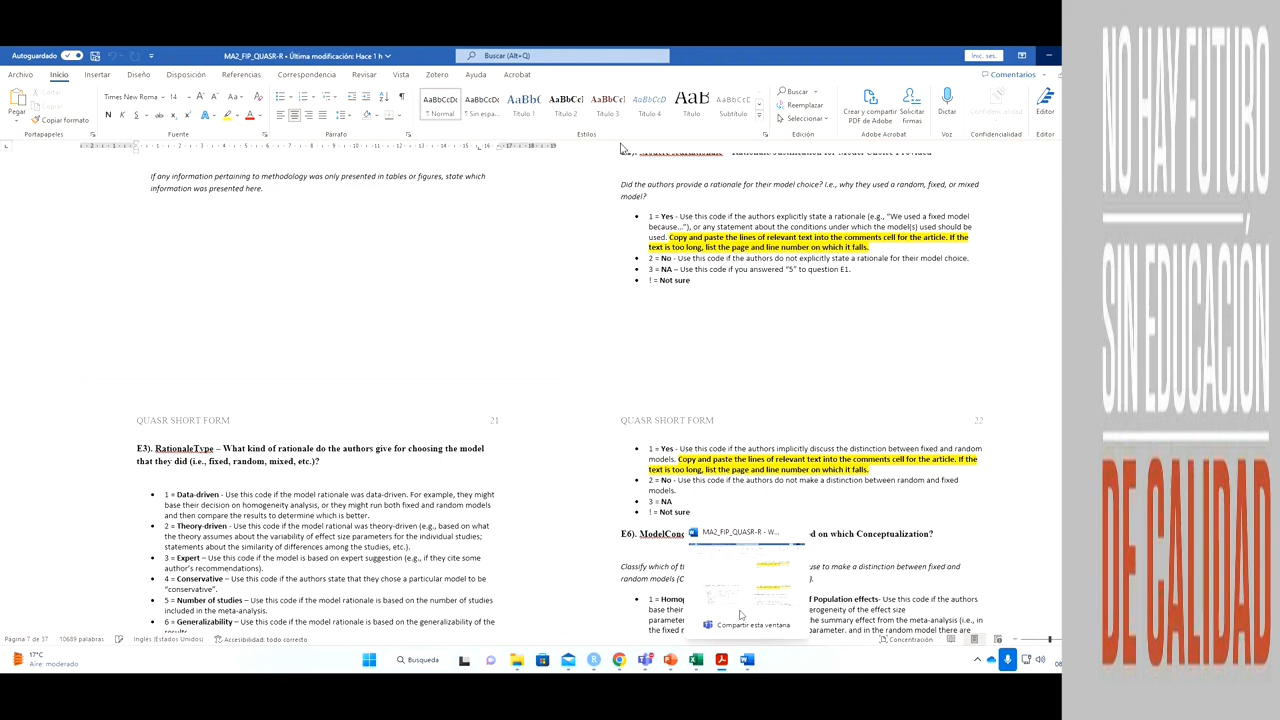 Autoguardado
MA2_FIP_QUASR-R • Última modificación: Hace 1 h
Buscar (Alt+Q)
Inic. ses.
Archivo Inicio Insertar Diseño Disposición Referencias Correspondencia Revisar Vista Zotero Ayuda Acrobat
Comentarios
Pegar
Cortar
Copiar
Copiar formato
Portapapeles
Times New Roma 14
Fuente
Párrafo
AaBbCcDc AaBbCcDc AaBbC AaBbCc AaBbCc AaBbCcD AaB AaBbCcD
¶ Normal
¶ Sin espa...
Título 1
Título 2
Título 3
Título 4
Título
Subtítulo
Estilos
Buscar
Reemplazar
Seleccionar
Edición
Crear y compartir
PDF de Adobe
Solicitar
firmas
Adobe Acrobat
Dictar
Voz
Confidencialidad
Confidencialidad
Editor
Editor
If any information pertaining to methodology was only presented in tables or figures, state which
information was presented here.
Did the authors provide a rationale for their model choice? I.e., why they used a random, fixed, or mixed
model?
• 1 = Yes - Use this code if the authors explicitly state a rationale (e.g., “We used a fixed model
because...”), or any statement about the conditions under which the model(s) used should be
used. Copy and paste the lines of relevant text into the comments cell for the article. If the
text is too long, list the page and line number on which it falls.
• 2 = No - Use this code if the authors do not explicitly state a rationale for their model choice.
• 3 = NA – Use this code if you answered “5” to question E1.
• ! = Not sure
QUASR SHORT FORM 21
E3). RationaleType – What kind of rationale do the authors give for choosing the model
that they did (i.e., fixed, random, mixed, etc.)?
• 1 = Data-driven - Use this code if the model rationale was data-driven. For example, they might
base their decision on homogeneity analysis, or they might run both fixed and random models
and then compare the results to determine which is better.
• 2 = Theory-driven - Use this code if the model rational was theory-driven (e.g., based on what
the theory assumes about the variability of effect size parameters for the individual studies;
statements about the similarity of differences among the studies, etc.).
• 3 = Expert – Use this code if the model is based on expert suggestion (e.g., if they cite some
author’s recommendations).
• 4 = Conservative – Use this code if the authors state that they chose a particular model to be
“conservative”.
• 5 = Number of studies – Use this code if the model rationale is based on the number of studies
included in the meta-analysis.
• 6 = Generalizability – Use this code if the model rationale is based on the generalizability of the
results
QUASR SHORT FORM 22
• 1 = Yes - Use this code if the authors implicitly discuss the distinction between fixed and random
models. Copy and paste the lines of relevant text into the comments cell for the article. If the
text is too long, list the page and line number on which it falls.
• 2 = No - Use this code if the authors do not make a distinction between random and fixed
models.
• 3 = NA
• ! = Not sure
E6). ModelConc
d on which Conceptualization?
MA2_FIP_QUASR-R - W...
Compartir esta ventana
Classify which of t
use to make a distinction between fixed and
random models (C
).
• 1 = Homog
of Population effects- Use this code if the authors
base their
erogeneity of the effect size
parameter
the summary effect from the meta-analysis (i.e., in
the fixed
parameter, and in the random model there are
Página 7 de 37 10689 palabras Inglés (Estados Unidos) Accesibilidad: todo correcto
Concentración
17°C
Aire: moderado
Búsqueda
NO HAY FUTURO
SIN EDUCACIÓN
DE CALIDAD